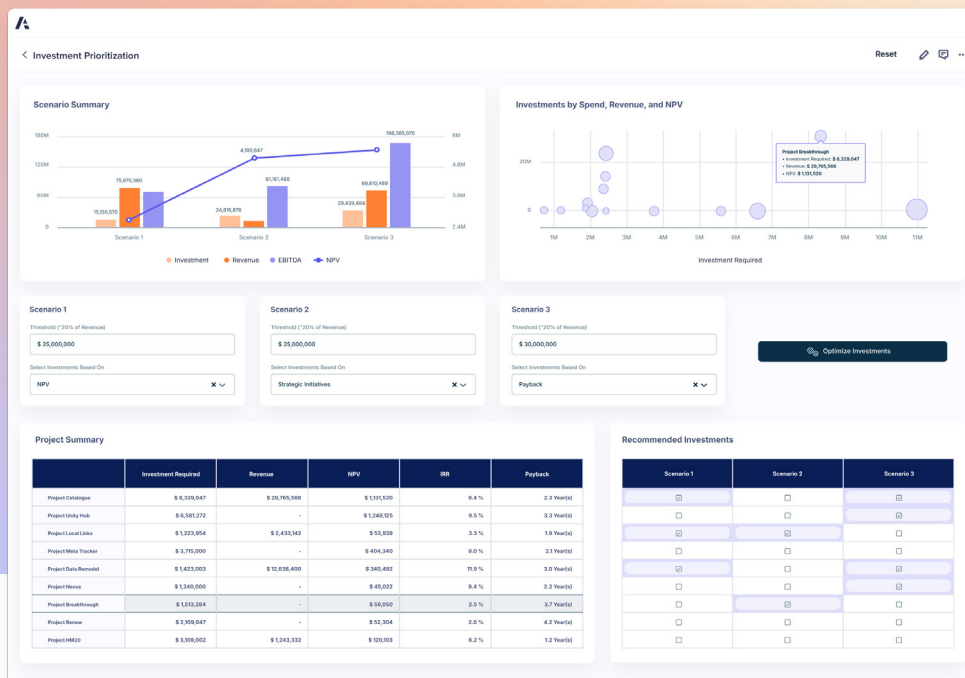 Investment Prioritization
Reset
Scenario Summary
180M
120M
60M
0
6M
4.8M
3.6M
2.4M
15,150,570
75,970,360
24,810,878
4,180,647
81,161,488
29,439,404
69,610,469
166,385,070
Scenario 1
Scenario 2
Scenario 3
Investment Revenue EBITDA NPV
Investments by Spend, Revenue, and NPV
20M
0
Project Breakthrough
• Investment Required: $ 8,329,047
• Revenue: $ 29,765,568
• NPV: $ 1,131,520
1M 2M 3M 4M 5M 6M 7M 8M 9M 10M 11M
Investment Required
Scenario 1
Threshold (*20% of Revenue)
$ 25,000,000
Select Investments Based On
NPV
Scenario 2
Threshold (*20% of Revenue)
$ 25,000,000
Select Investments Based On
Strategic Initiatives
Scenario 3
Threshold (*20% of Revenue)
$ 30,000,000
Select Investments Based On
Payback
Optimize Investments
Project Summary
Investment Required Revenue NPV IRR Payback
Project Catalogue $ 8,329,047 $ 29,765,568 $ 1,131,520 9.4 % 2.3 Year(s)
Project Unity Hub $ 6,581,272 - $ 1,248,125 9.5 % 3.3 Year(s)
Project Local Links $ 1,223,954 $ 2,433,142 $ 53,939 3.3 % 1.9 Year(s)
Project Meta Tracker $ 3,715,000 - $ 404,340 6.0 % 2.1 Year(s)
Project Data Remodel $ 1,423,003 $ 12,638,400 $ 340,492 11.9 % 3.0 Year(s)
Project Nexus $ 1,240,000 - $ 45,022 9.4 % 2.2 Year(s)
Project Breakthrough $ 1,513,284 - $ 59,050 2.5 % 3.7 Year(s)
Project Renew $ 2,109,047 - $ 52,304 2.0 % 4.2 Year(s)
Project HM20 $ 3,109,002 $ 1,243,332 $ 120,103 6.2 % 1.2 Year(s)
Recommended Investments
Scenario 1 Scenario 2 Scenario 3